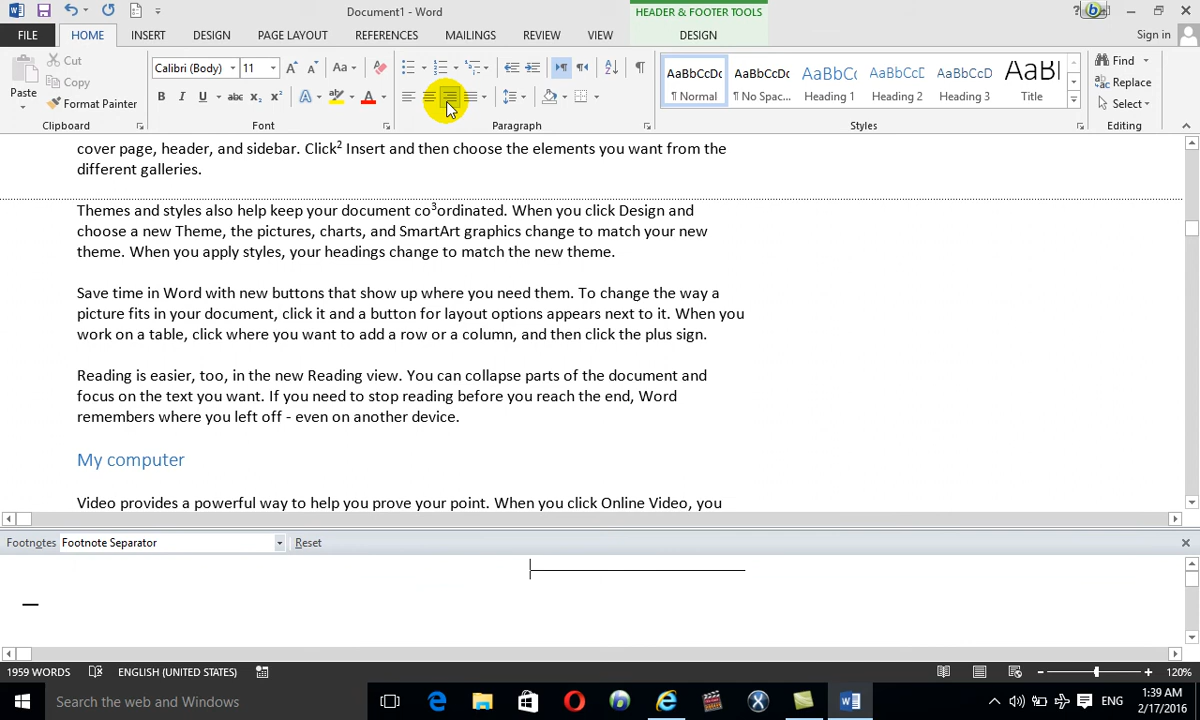 Document1 - Word
HEADER & FOOTER TOOLS
?
Sign in
FILE
HOME
INSERT
DESIGN
PAGE LAYOUT
REFERENCES
MAILINGS
REVIEW
VIEW
DESIGN
Paste
Cut
Copy
Format Painter
Clipboard
Calibri (Body)
11
Aa
B I U abc x₂ x²
A
Font
Paragraph
AaBbCcDc
¶ Normal
AaBbCcDc
¶ No Spac...
AaBbCc
Heading 1
AaBbCcE
Heading 2
AaBbCcD
Heading 3
AaBl
Title
Styles
Find
Replace
Select
Editing
cover page, header, and sidebar. Click² Insert and then choose the elements you want from the
different galleries.
Themes and styles also help keep your document co³ordinated. When you click Design and
choose a new Theme, the pictures, charts, and SmartArt graphics change to match your new
theme. When you apply styles, your headings change to match the new theme.
Save time in Word with new buttons that show up where you need them. To change the way a
picture fits in your document, click it and a button for layout options appears next to it. When you
work on a table, click where you want to add a row or a column, and then click the plus sign.
Reading is easier, too, in the new Reading view. You can collapse parts of the document and
focus on the text you want. If you need to stop reading before you reach the end, Word
remembers where you left off - even on another device.
My computer
Video provides a powerful way to help you prove your point. When you click Online Video, you
Footnotes
Footnote Separator
Reset
1959 WORDS
ENGLISH (UNITED STATES)
120%
Search the web and Windows
ENG
1:39 AM
2/17/2016